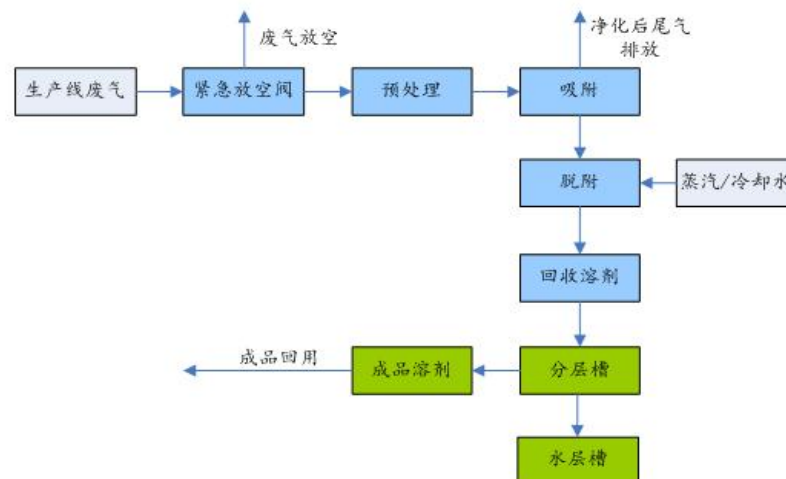 废气放空
净化后尾气
排放
生产线废气
紧急放空阀
预处理
吸附
脱附
蒸汽/冷却水
回收溶剂
成品回用
成品溶剂
分层槽
水层槽